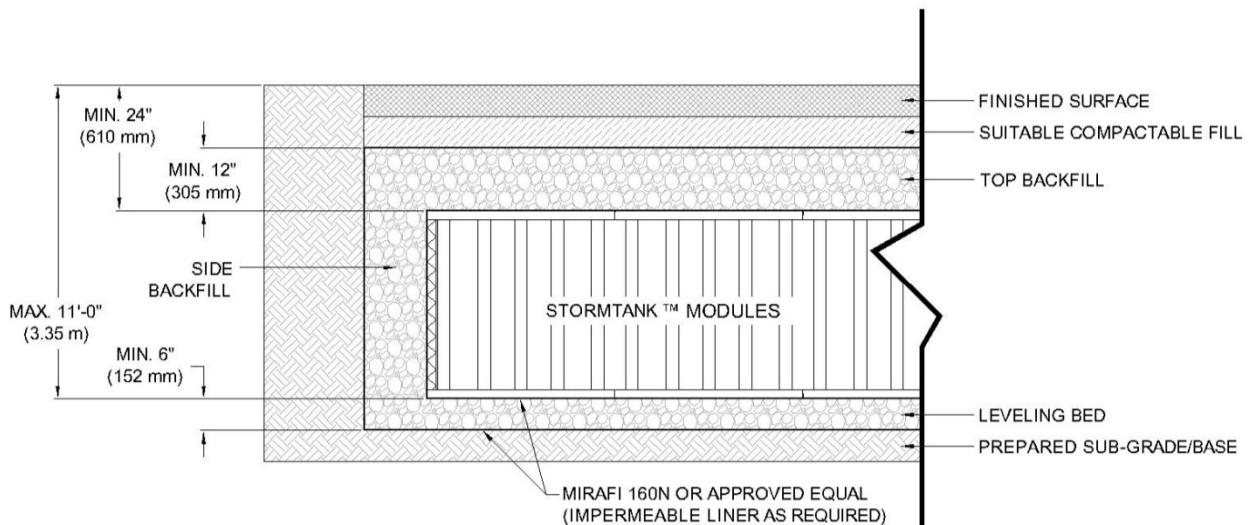 MIN. 24"
(610 mm)
MIN. 12"
(305 mm)
SIDE
BACKFILL
MAX. 11'-0"
(3.35 m)
MIN. 6"
(152 mm)
STORMTANK ™ MODULES
FINISHED SURFACE
SUITABLE COMPACTABLE FILL
TOP BACKFILL
LEVELING BED
PREPARED SUB-GRADE/BASE
MIRAFI 160N OR APPROVED EQUAL
(IMPERMEABLE LINER AS REQUIRED)